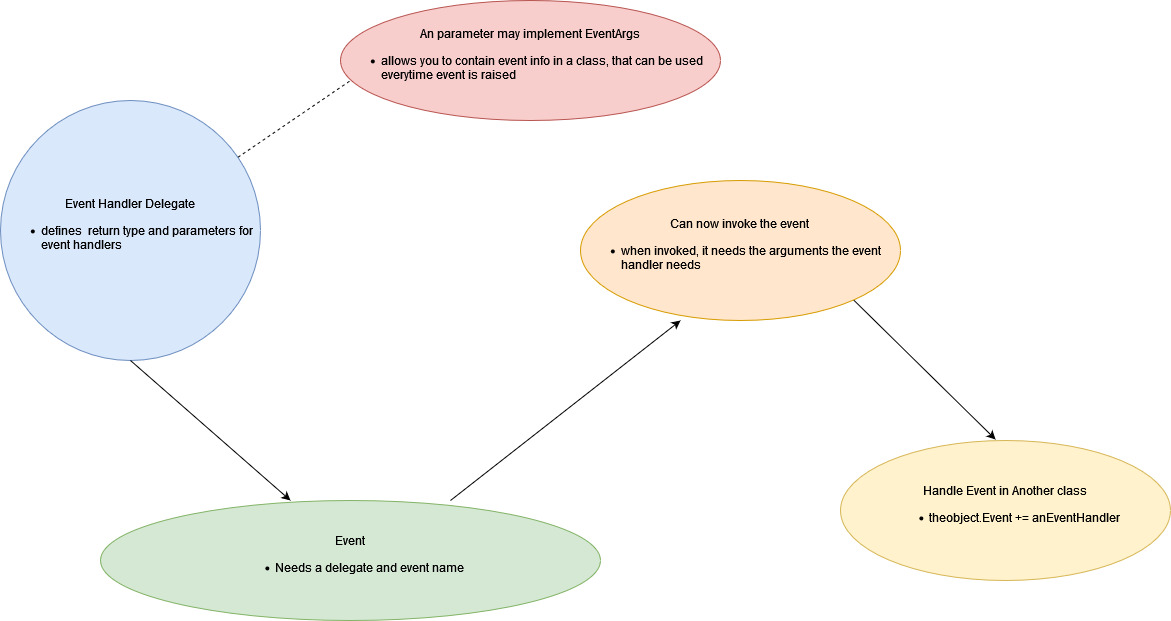 An parameter may implement EventArgs
• allows you to contain event info in a class, that can be used
everytime event is raised
Event Handler Delegate
• defines  return type and parameters for
event handlers
Can now invoke the event
• when invoked, it needs the arguments the event
handler needs
Handle Event in Another class
• theobject.Event += anEventHandler
Event
• Needs a delegate and event name